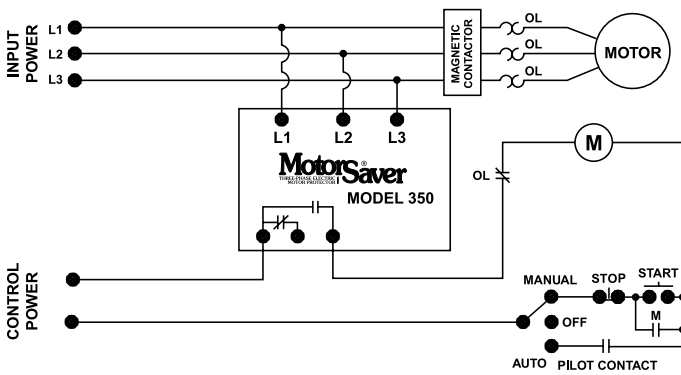 INPUT
POWER
L1
L2
L3
MAGNETIC
CONTACTOR
OL
OL
OL
MOTOR
L1
L2
L3
MotorSaver®
THREE-PHASE ELECTRIC
MOTOR PROTECTOR
MODEL 350
OL
M
CONTROL
POWER
MANUAL
STOP
START
M
OFF
AUTO
PILOT CONTACT